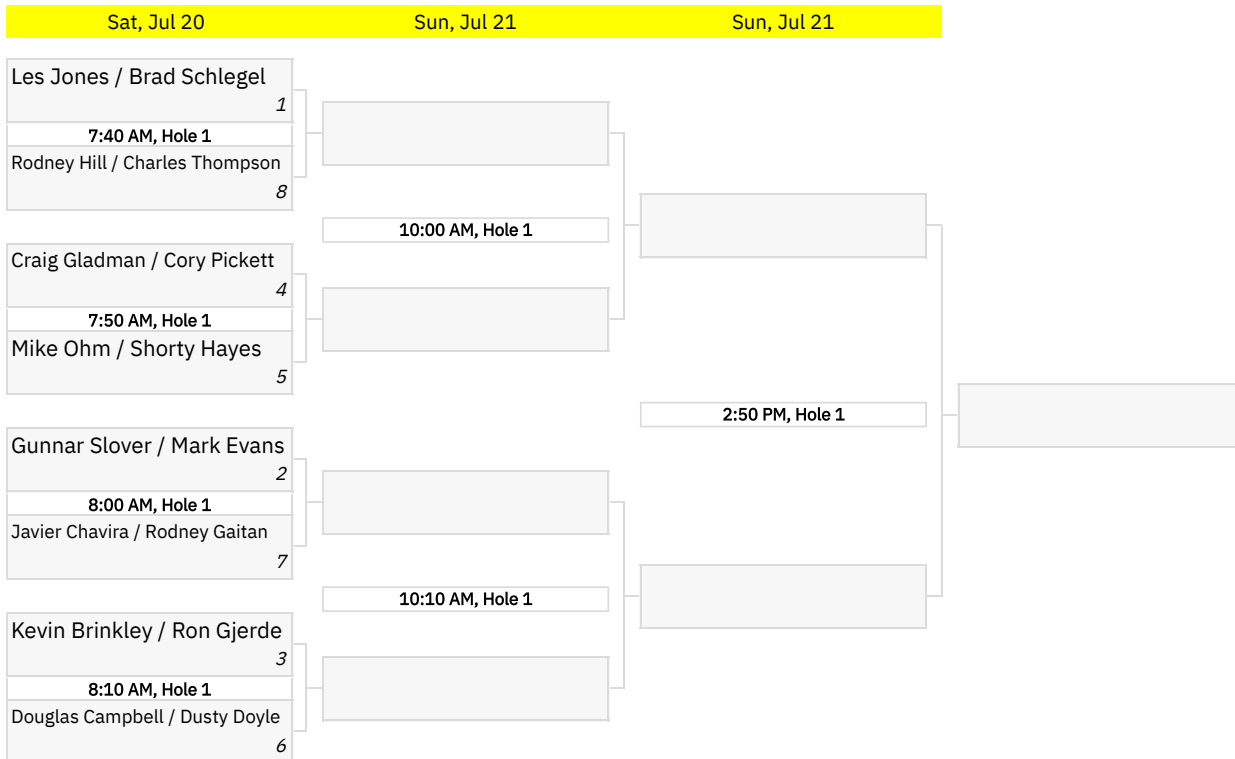 Sat, Jul 20
Sun, Jul 21
Sun, Jul 21
Les Jones / Brad Schlegel
1
7:40 AM, Hole 1
Rodney Hill / Charles Thompson
8
10:00 AM, Hole 1
Craig Gladman / Cory Pickett
4
7:50 AM, Hole 1
Mike Ohm / Shorty Hayes
5
2:50 PM, Hole 1
Gunnar Slover / Mark Evans
2
8:00 AM, Hole 1
Javier Chavira / Rodney Gaitan
7
10:10 AM, Hole 1
Kevin Brinkley / Ron Gjerde
3
8:10 AM, Hole 1
Douglas Campbell / Dusty Doyle
6